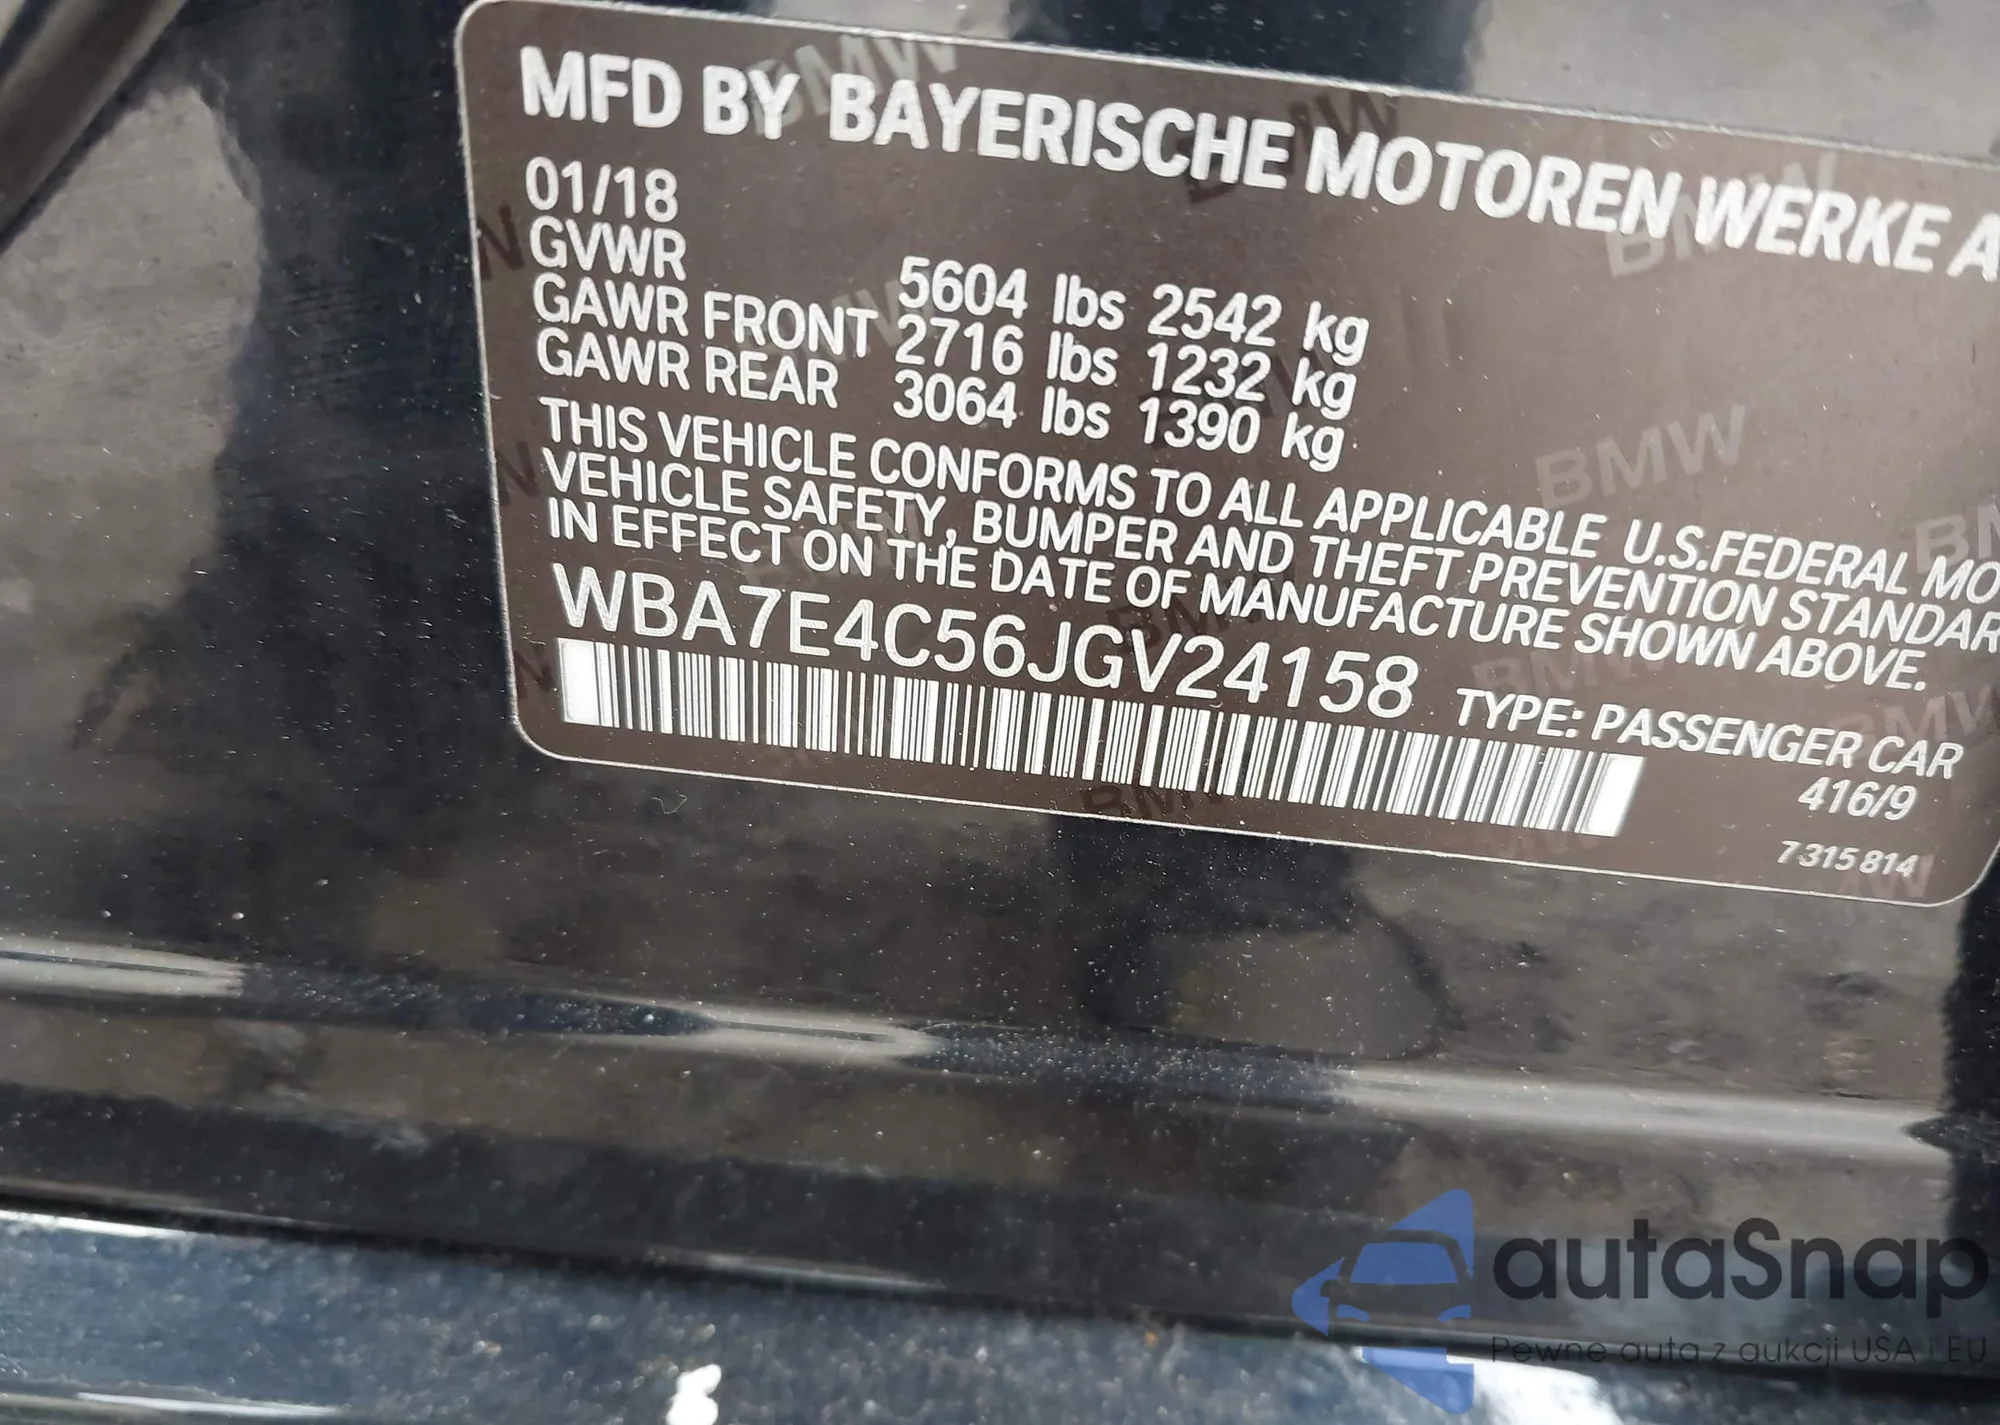 MFD BY BAYERISCHE MOTOREN WERKE A
01/18
GVWR 5604 lbs 2542 kg
GAWR FRONT 2716 lbs 1232 kg
GAWR REAR 3064 lbs 1390 kg
THIS VEHICLE CONFORMS TO ALL APPLICABLE U.S.FEDERAL MO
VEHICLE SAFETY, BUMPER AND THEFT PREVENTION STANDAR
IN EFFECT ON THE DATE OF MANUFACTURE SHOWN ABOVE.
WBA7E4C56JGV24158
TYPE: PASSENGER CAR
416/9
7 315 814
autaSnap
Pewne auta z aukcji USA i EU